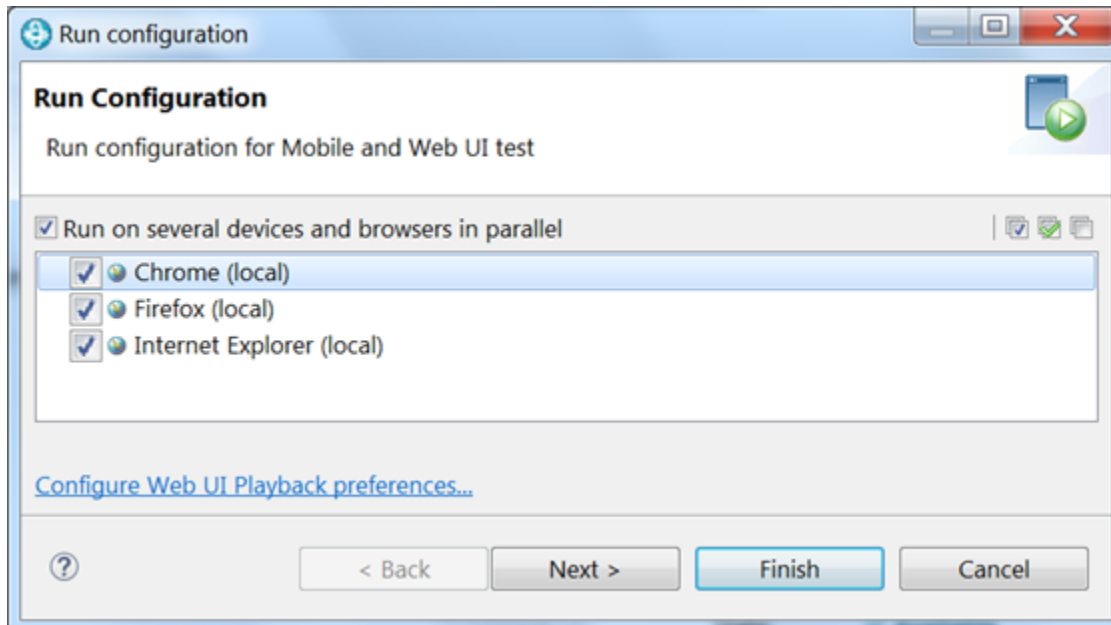 Run configuration
Run Configuration
Run configuration for Mobile and Web UI test
Run on several devices and browsers in parallel
Chrome (local)
Firefox (local)
Internet Explorer (local)
Configure Web UI Playback preferences...
? < Back Next > Finish Cancel